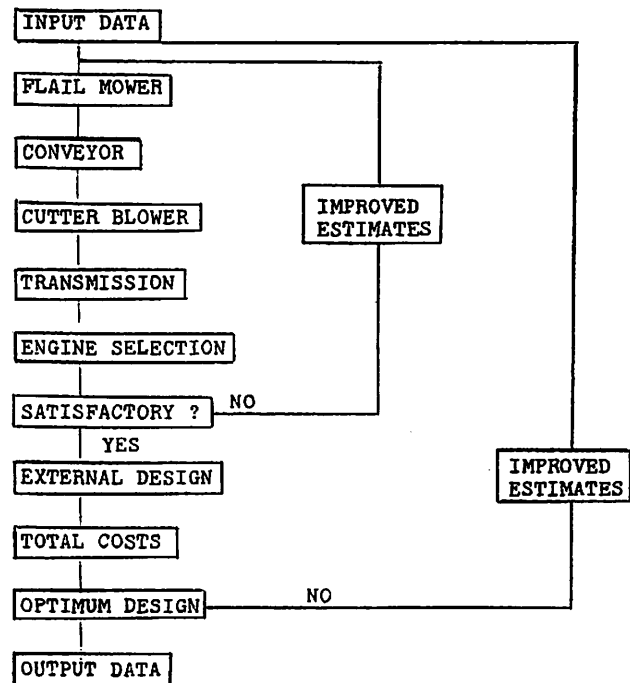 INPUT DATA
FLAIL MOWER
CONVEYOR
CUTTER BLOWER
IMPROVED
ESTIMATES
TRANSMISSION
ENGINE SELECTION
SATISFACTORY ?
NO
YES
EXTERNAL DESIGN
IMPROVED
ESTIMATES
TOTAL COSTS
OPTIMUM DESIGN
NO
OUTPUT DATA